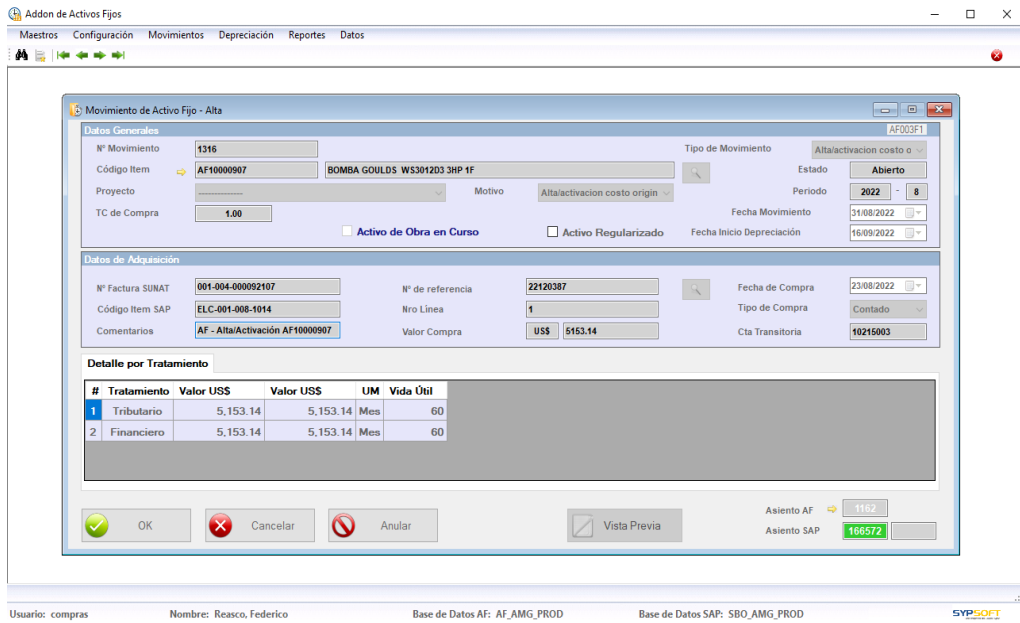 Addon de Activos Fijos
Maestros Configuración Movimientos Depreciación Reportes Datos
Movimiento de Activo Fijo - Alta
Datos Generales AF003F1
Nº Movimiento 1316 Tipo de Movimiento Alta/activacion costo o
Código Item AF10000907 BOMBA GOULDS WS3012D3 3HP 1F Estado Abierto
Proyecto -------------- Motivo Alta/activacion costo origin Periodo 2022 - 8
TC de Compra 1.00 Fecha Movimiento 31/08/2022
Activo de Obra en Curso Activo Regularizado Fecha Inicio Depreciación 16/09/2022
Datos de Adquisición
Nº Factura SUNAT 001-004-000092107 Nº de referencia 22120387 Fecha de Compra 23/08/2022
Código Item SAP ELC-001-008-1014 Nro Línea 1 Tipo de Compra Contado
Comentarios AF - Alta/Activación AF10000907 Valor Compra US$ 5153.14 Cta Transitoria 10215003
Detalle por Tratamiento
# Tratamiento Valor US$ Valor US$ UM Vida Útil
1 Tributario 5,153.14 5,153.14 Mes 60
2 Financiero 5,153.14 5,153.14 Mes 60
OK Cancelar Anular Vista Previa
Asiento AF 1162
Asiento SAP 166572
Usuario: compras Nombre: Reasco, Federico Base de Datos AF: AF_AMG_PROD Base de Datos SAP: SBO_AMG_PROD SYPSOFT